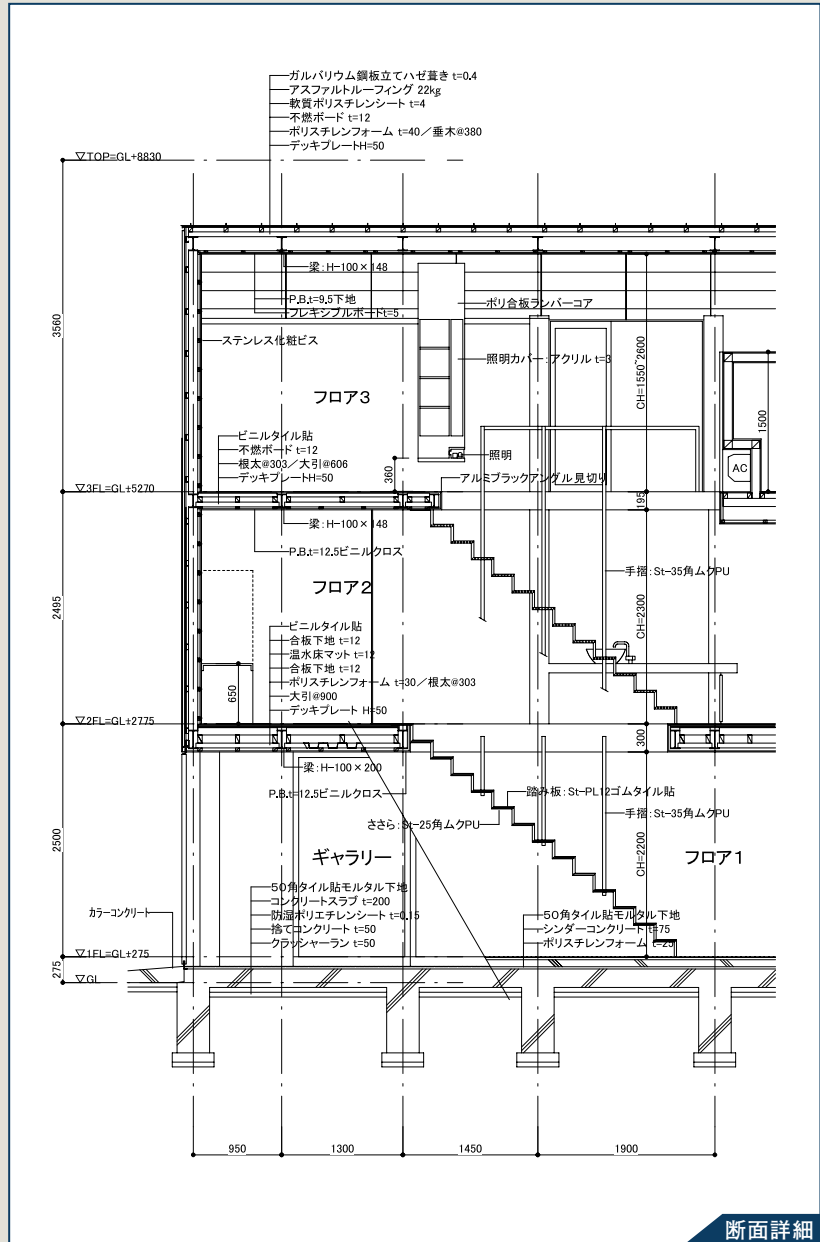 ガルバリウム鋼板立てハゼ葺き t=0.4
アスファルトルーフィング 22kg
軟質ポリスチレンシート t=4
不燃ボード t=12
ポリスチレンフォーム t=40／垂木@380
デッキプレートH=50
▽TOP=GL+8830
梁：H-100×148
P.B.t=9.5下地
フレキシブルボードt=5
ポリ合板ランバーコア
3560
ステンレス化粧ビス
照明カバー：アクリル t=3
CH=1550~2600
フロア3
1500
ビニルタイル貼
不燃ボード t=12
根太@303／大引@606
デッキプレートH=50
照明
360
AC
アルミブラックアングル見切り
▽3FL=GL+5270
195
梁：H-100×148
P.B.t=12.5ビニルクロス
フロア2
手摺：St-35角ムクPU
2495
CH=2300
ビニルタイル貼
合板下地 t=12
温水床マット t=12
合板下地 t=12
ポリスチレンフォーム t=30／根太@303
大引@900
デッキプレート H=50
650
▽2FL=GL+2775
300
梁：H-100×200
P.B.t=12.5ビニルクロス
踏み板：St-PL12ゴムタイル貼
ささら：St-25角ムクPU
手摺：St-35角ムクPU
2500
CH=2200
ギャラリー
フロア1
50角タイル貼モルタル下地
コンクリートスラブ t=200
防湿ポリエチレンシート t=0.15
捨てコンクリート t=50
クラッシャーラン t=50
カラーコンクリート
50角タイル貼モルタル下地
シンダーコンクリート t=75
ポリスチレンフォーム t=25
▽1FL=GL+275
275
▽GL
950
1300
1450
1900
断面詳細